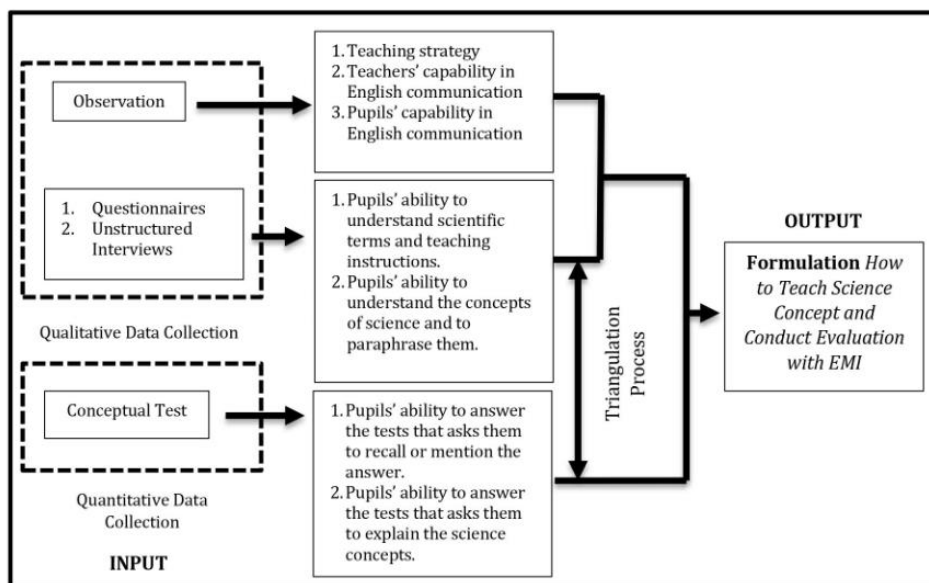 Observation
1. Teaching strategy
2. Teachers' capability in
English communication
3. Pupils' capability in
English communication
1. Questionnaires
2. Unstructured
Interviews
1. Pupils' ability to
understand scientific
terms and teaching
instructions.
2. Pupils' ability to
understand the concepts
of science and to
paraphrase them.
Qualitative Data Collection
Conceptual Test
1. Pupils' ability to answer
the tests that asks them
to recall or mention the
answer.
2. Pupils' ability to answer
the tests that asks them
to explain the science
concepts.
Quantitative Data
Collection
INPUT
Triangulation
Process
OUTPUT
Formulation How
to Teach Science
Concept and
Conduct Evaluation
with EMI